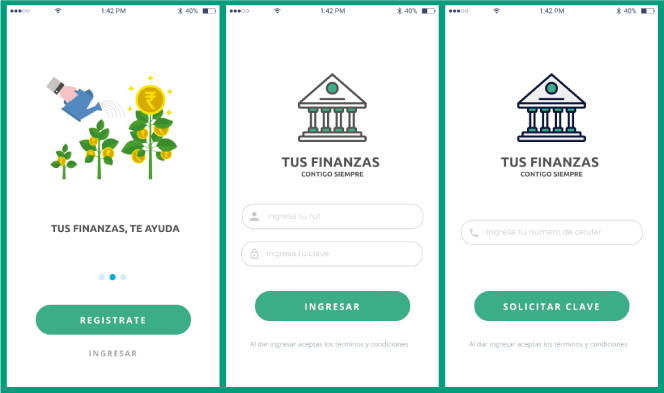 1:42 PM
40%
₹
TUS FINANZAS, TE AYUDA
REGISTRATE
INGRESAR
1:42 PM
40%
TUS FINANZAS
CONTIGO SIEMPRE
Ingresa tu rut
Ingresa tu clave
INGRESAR
Al dar ingresar aceptas los términos y condiciones
1:42 PM
40%
TUS FINANZAS
CONTIGO SIEMPRE
Ingresa tu número de celular
SOLICITAR CLAVE
Al dar ingresar aceptas los términos y condiciones